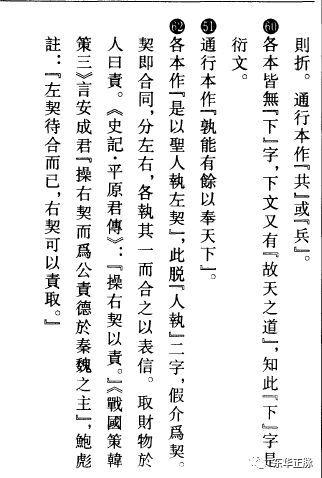 則折。通行本作『共』或『兵』。
50 各本皆無『下』字,下文又有『故天之道』,知此『下』字是
衍文。
51 通行本作『孰能有餘以奉天下』。
52 各本作『是以聖人執左契』,此脱『人執』二字,假介爲契。
契即合同,分左右,各執其一而合之以表信。取財物於
人曰責。《史記·平原君傳》:『操右契以責。』《戰國策韓
策三》言安成君『操右契而爲公責德於秦魏之主』,鮑彪
註:『左契待合而已,右契可以責取。』
东华正脉